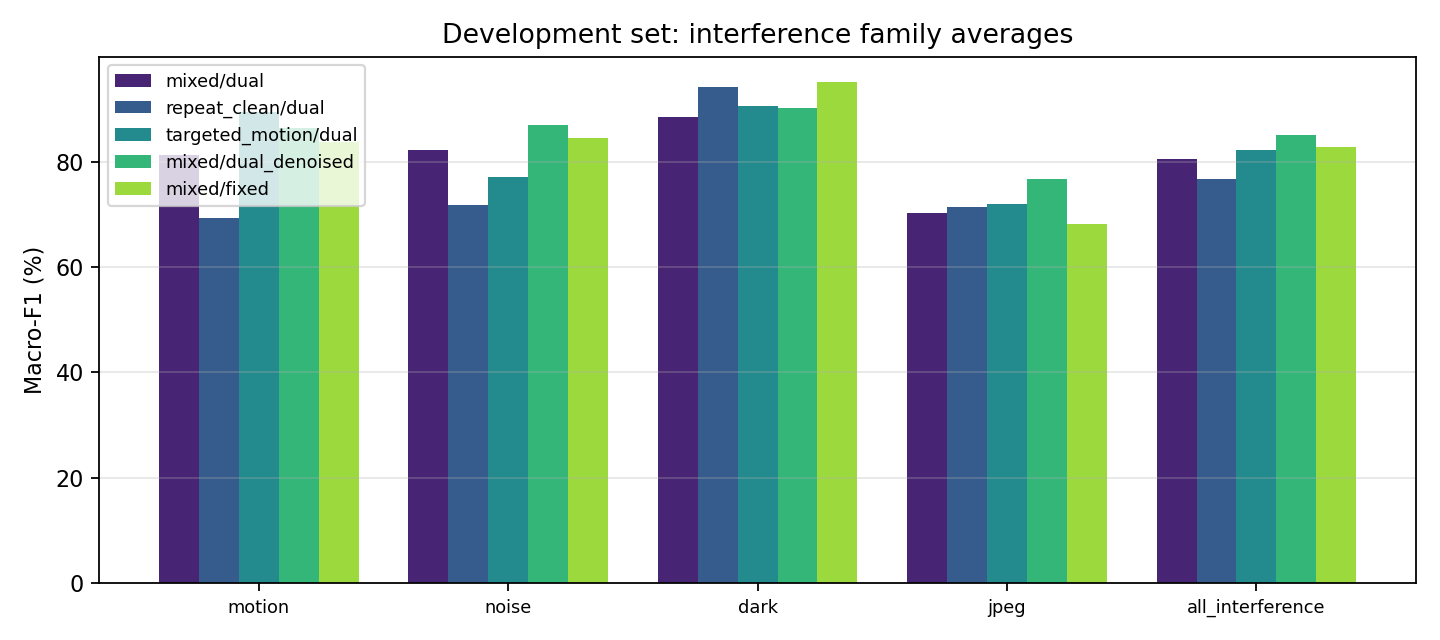 Development set: interference family averages
mixed/dual
repeat_clean/dual
targeted_motion/dual
mixed/dual_denoised
mixed/fixed
Macro-F1 (%)
80
60
40
20
0
motion noise dark jpeg all_interference